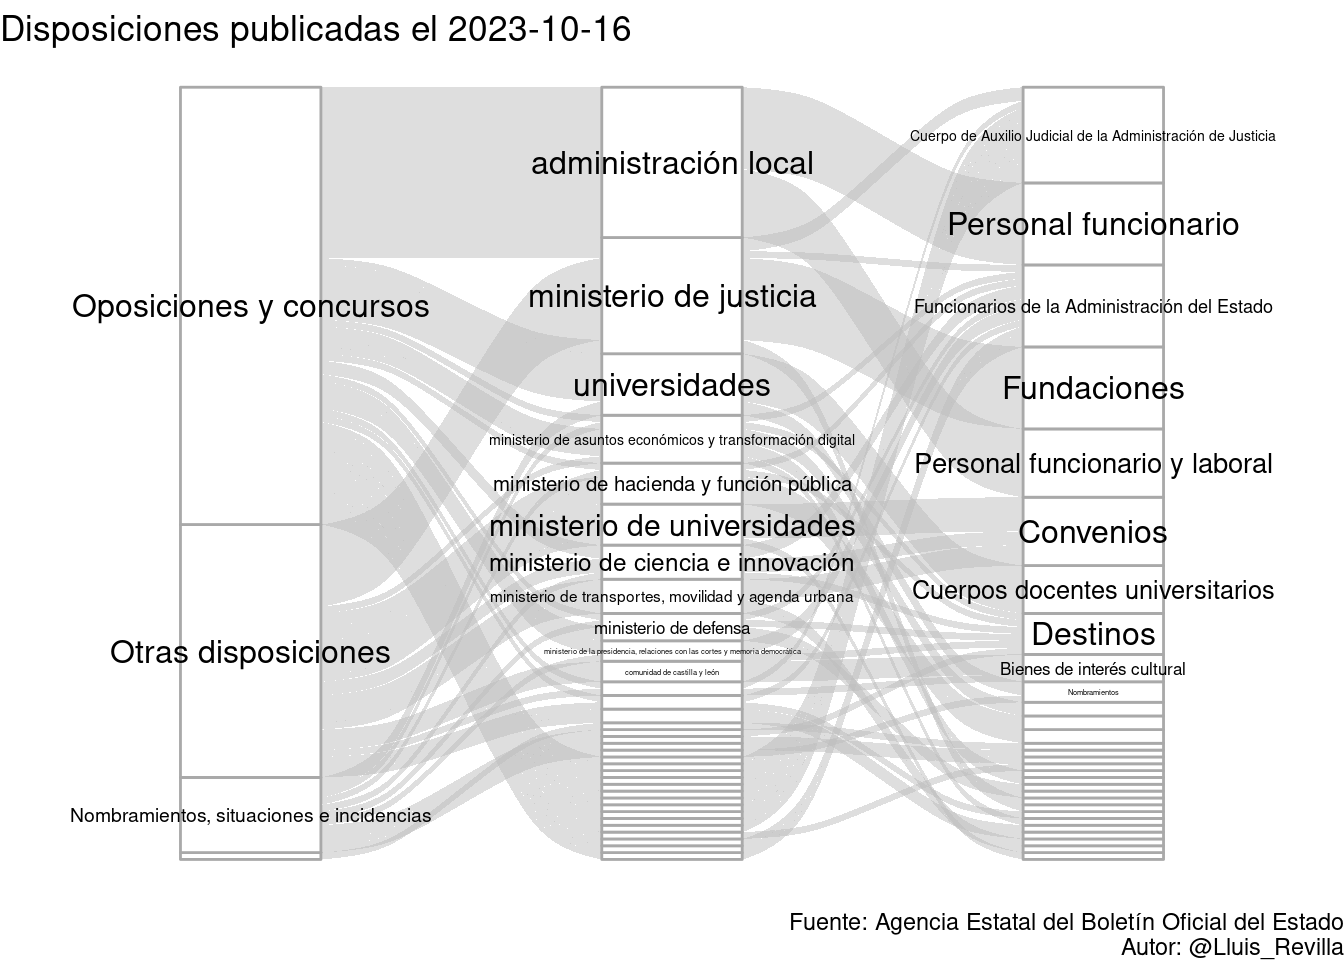 Disposiciones publicadas el 2023-10-16
Oposiciones y concursos
Otras disposiciones
Nombramientos, situaciones e incidencias
administración local
ministerio de justicia
universidades
ministerio de asuntos económicos y transformación digital
ministerio de hacienda y función pública
ministerio de universidades
ministerio de ciencia e innovación
ministerio de transportes, movilidad y agenda urbana
ministerio de defensa
ministerio de la presidencia, relaciones con las cortes y memoria democrática
comunidad de castilla y león
Cuerpo de Auxilio Judicial de la Administración de Justicia
Personal funcionario
Funcionarios de la Administración del Estado
Fundaciones
Personal funcionario y laboral
Convenios
Cuerpos docentes universitarios
Destinos
Bienes de interés cultural
Nombramientos
Fuente: Agencia Estatal del Boletín Oficial del Estado
Autor: @Lluis_Revilla